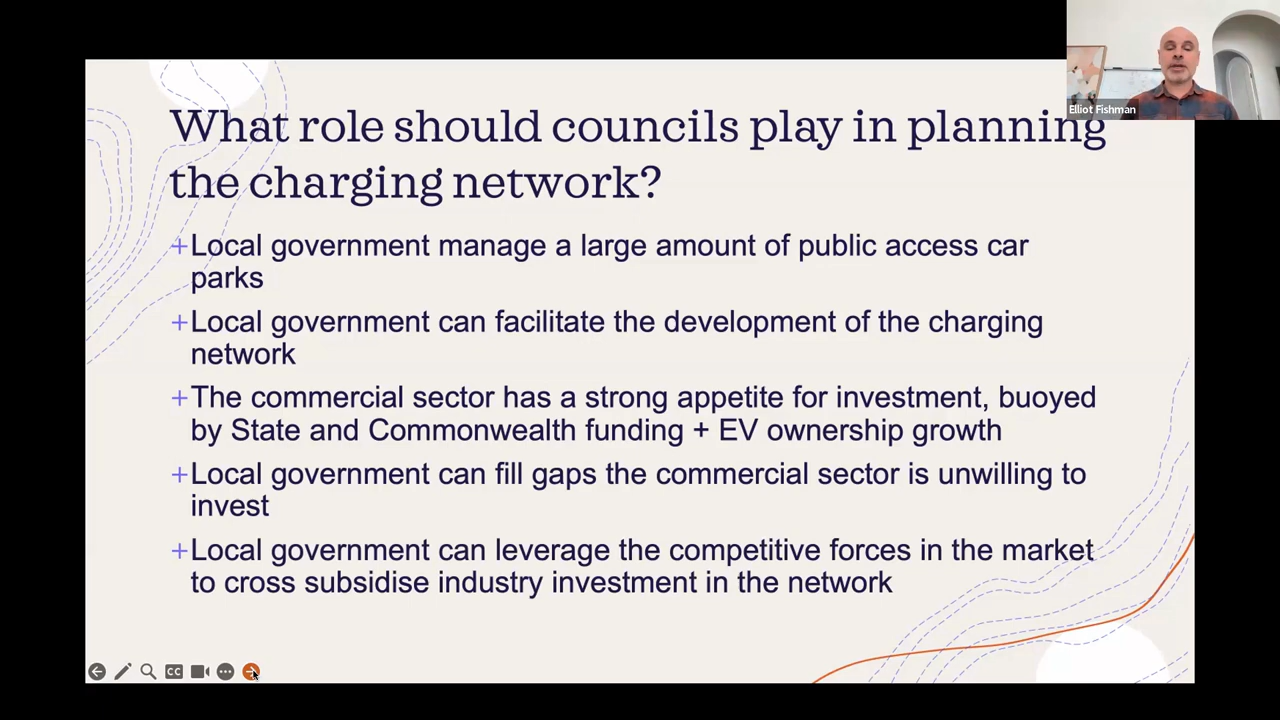 Elliot Fishman
What role should councils play in planning
the charging network?
+Local government manage a large amount of public access car
parks
+Local government can facilitate the development of the charging
network
+The commercial sector has a strong appetite for investment, buoyed
by State and Commonwealth funding + EV ownership growth
+Local government can fill gaps the commercial sector is unwilling to
invest
+Local government can leverage the competitive forces in the market
to cross subsidise industry investment in the network
CC